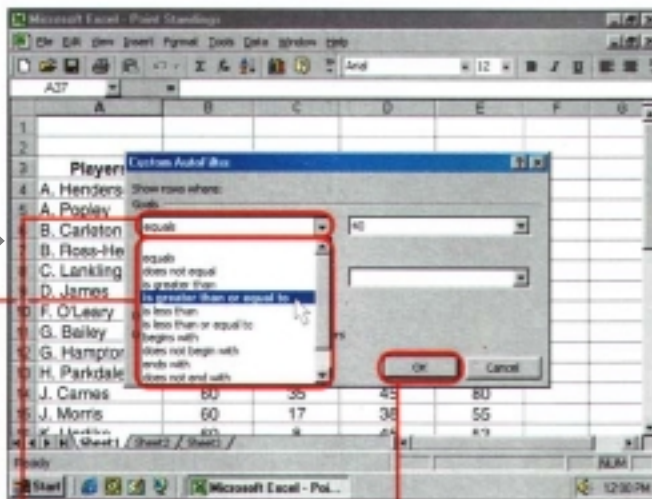 Microsoft Excel - Point Standings
File Edit View Insert Format Tools Data Window Help
Arial 12 B I U
A37 =
A B C D E F G
1
2
3 Players
Custom AutoFilter
Show rows where:
Goals
4 A. Henders
5 A. Popley
6 B. Carleton
equals 40
7 B. Ross-He
8 C. Lankling
9 D. James
10 F. O'Leary
11 G. Bailey
12 G. Hampton
13 H. Parkdale
equals
does not equal
is greater than
is greater than or equal to
is less than
is less than or equal to
begins with
does not begin with
ends with
does not end with
OK Cancel
14 J. Carnes 60 35 45 80
15 J. Morris 60 17 38 55
Sheet1 Sheet2 Sheet3
Ready NUM
Start Microsoft Excel - Poi... 12:00 PM